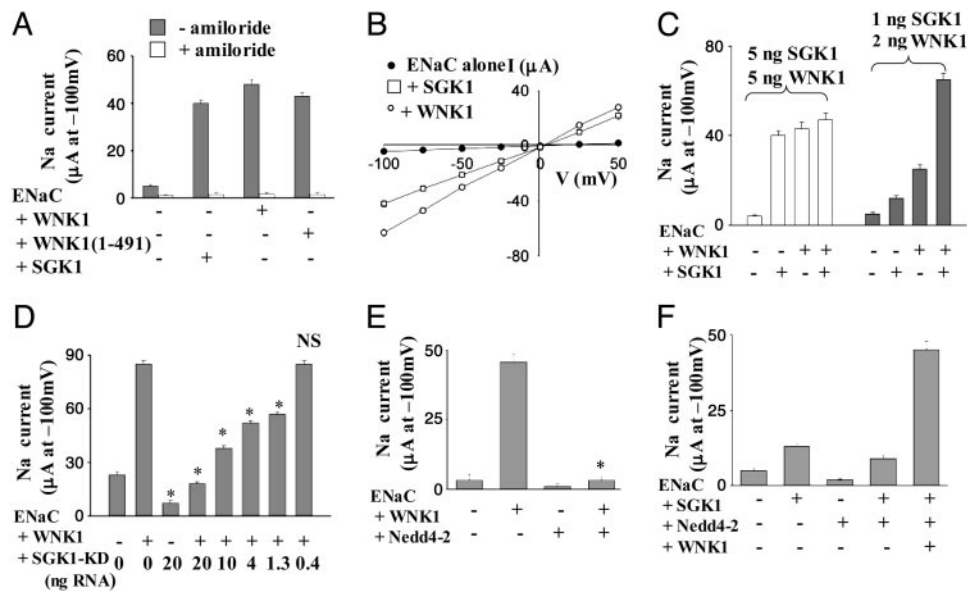 A
- amiloride
+ amiloride
Na current
(µA at –100mV)
60
40
20
0
ENaC
+ WNK1 - - + -
+ WNK1(1-491) - - - +
+ SGK1 - + - -
B
ENaC alone I (µA)
+ SGK1
+ WNK1
40
0
-40
-80
-100 -50 0 50
V (mV)
C
1 ng SGK1
2 ng WNK1
5 ng SGK1
5 ng WNK1
Na current
(µA at –100mV)
80
40
0
ENaC
+ WNK1 - - + + - - + +
+ SGK1 - + - + - + - +
D
NS
Na current
(µA at –100mV)
90
60
30
0
* * * * *
ENaC
+ WNK1 - + - + + + + +
+ SGK1-KD 0 0 20 20 10 4 1.3 0.4
(ng RNA)
E
Na current
(µA at –100mV)
50
25
0
*
ENaC
+ WNK1 - + - +
+ Nedd4-2 - - + +
F
Na current
(µA at –100mV)
50
25
0
ENaC
+ SGK1 - + - + +
+ Nedd4-2 - - + + +
+ WNK1 - - - - +